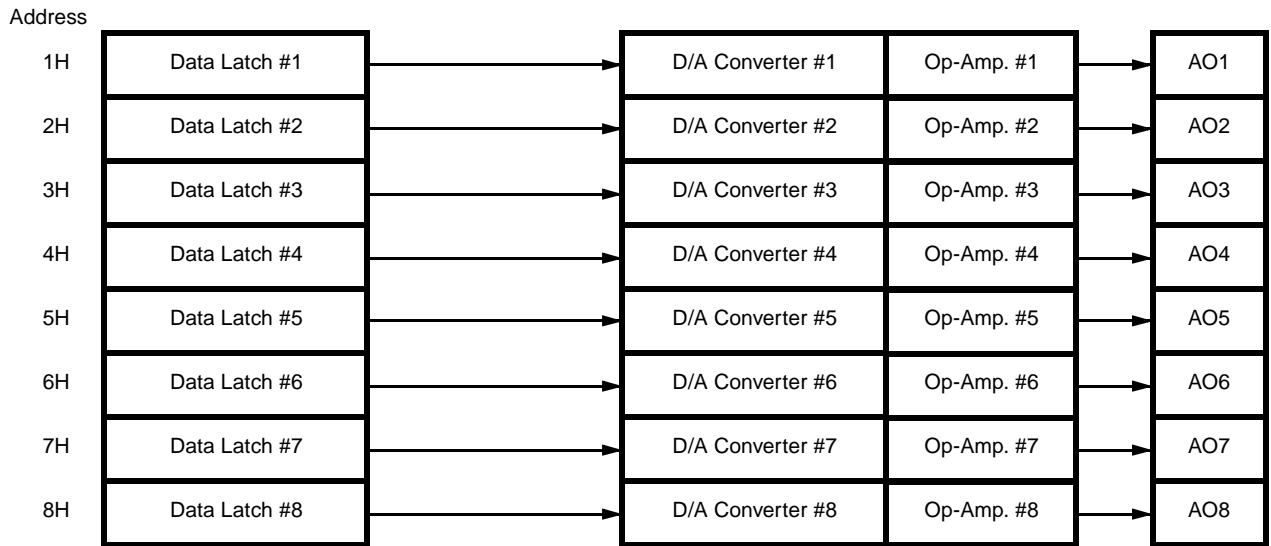 Address
1H Data Latch #1 D/A Converter #1 Op-Amp. #1 AO1
2H Data Latch #2 D/A Converter #2 Op-Amp. #2 AO2
3H Data Latch #3 D/A Converter #3 Op-Amp. #3 AO3
4H Data Latch #4 D/A Converter #4 Op-Amp. #4 AO4
5H Data Latch #5 D/A Converter #5 Op-Amp. #5 AO5
6H Data Latch #6 D/A Converter #6 Op-Amp. #6 AO6
7H Data Latch #7 D/A Converter #7 Op-Amp. #7 AO7
8H Data Latch #8 D/A Converter #8 Op-Amp. #8 AO8